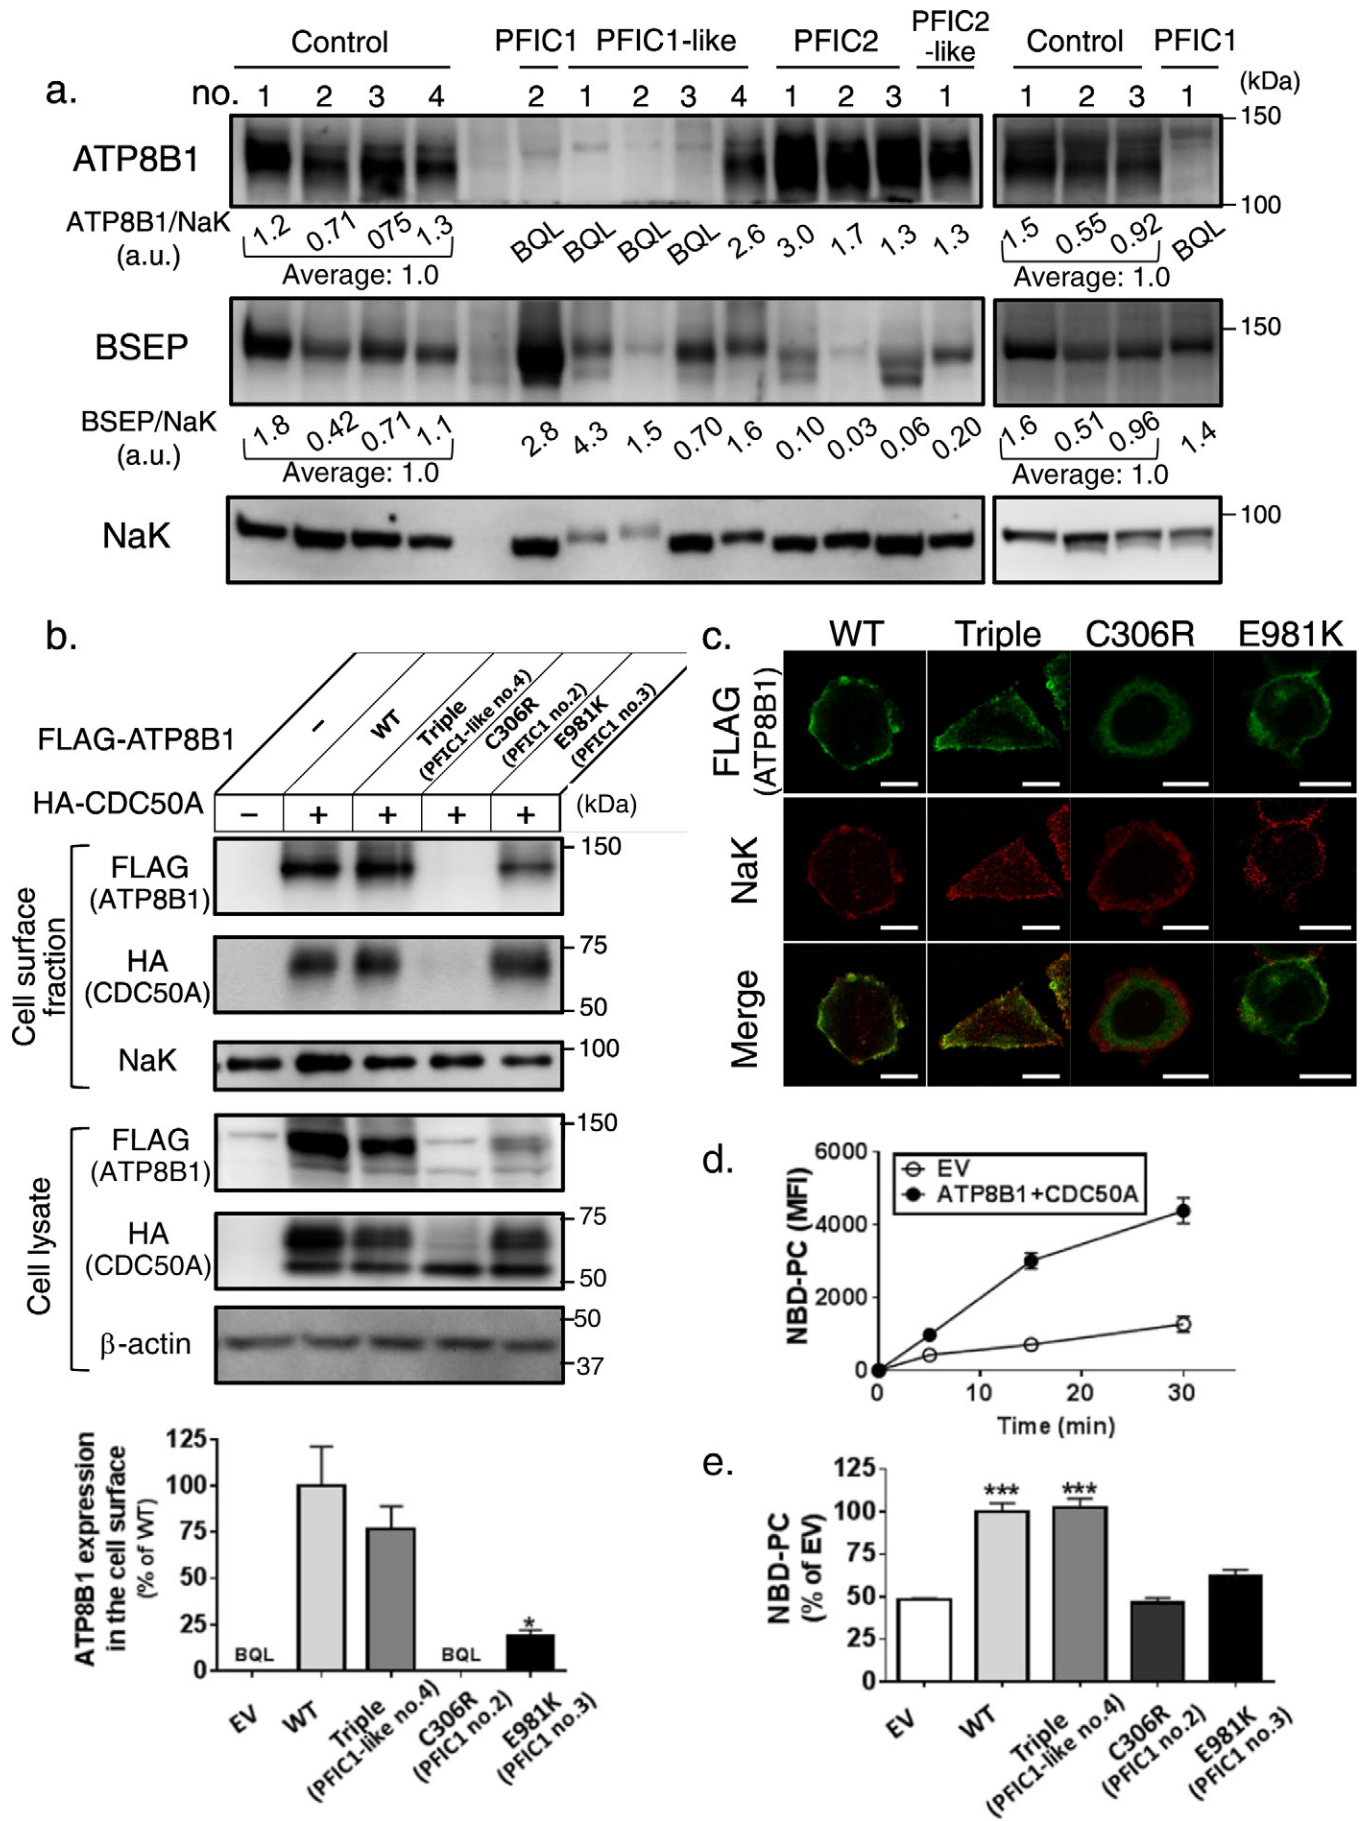 Control PFIC1 PFIC1-like PFIC2 PFIC2 -like Control PFIC1
a. no. 1 2 3 4 2 1 2 3 4 1 2 3 1 1 2 3 1 (kDa)
ATP8B1 150
100
ATP8B1/NaK (a.u.) 1.2 0.71 075 1.3 BQL BQL BQL BQL 2.6 3.0 1.7 1.3 1.3 1.5 0.55 0.92 BQL
Average: 1.0 Average: 1.0
BSEP 150
BSEP/NaK (a.u.) 1.8 0.42 0.71 1.1 2.8 4.3 1.5 0.70 1.6 0.10 0.03 0.06 0.20 1.6 0.51 0.96 1.4
Average: 1.0 Average: 1.0
NaK 100
b.
FLAG-ATP8B1 – WT Triple (PFIC1-like no.4) C306R (PFIC1 no.2) E981K (PFIC1 no.3)
HA-CDC50A – + + + + (kDa)
Cell surface fraction
FLAG (ATP8B1) 150
HA (CDC50A) 75
50
NaK 100
Cell lysate
FLAG (ATP8B1) 150
HA (CDC50A) 75
50
β-actin 50
37
ATP8B1 expression
in the cell surface
(% of WT)
125
100
75
50
25
0
BQL BQL *
EV WT Triple (PFIC1-like no.4) C306R (PFIC1 no.2) E981K (PFIC1 no.3)
c. WT Triple C306R E981K
FLAG (ATP8B1)
NaK
Merge
d.
NBD-PC (MFI)
6000
4000
2000
0
EV
ATP8B1+CDC50A
0 10 20 30
Time (min)
e.
NBD-PC
(% of EV)
125
100
75
50
25
0
*** ***
EV WT Triple (PFIC1-like no.4) C306R (PFIC1 no.2) E981K (PFIC1 no.3)